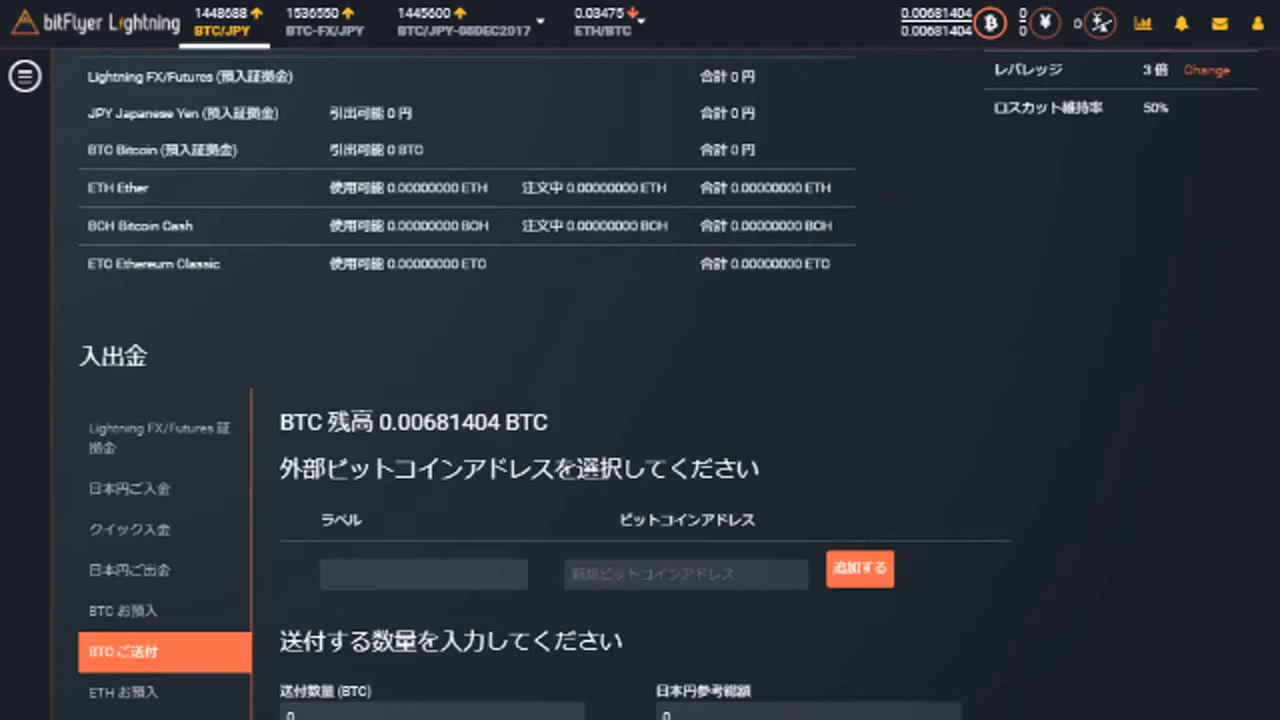 bitFlyer Lightning
1448688
BTC/JPY
1536550
BTC-FX/JPY
1445600
BTC/JPY-08DEC2017
0.03475
ETH/BTC
0.00681404
0.00681404
0
0
0
Lightning FX/Futures (預入証拠金) 合計 0 円
JPY Japanese Yen (預入証拠金) 引出可能 0 円 合計 0 円
BTC Bitcoin (預入証拠金) 引出可能 0 BTC 合計 0 円
ETH Ether 使用可能 0.00000000 ETH 注文中 0.00000000 ETH 合計 0.00000000 ETH
BCH Bitcoin Cash 使用可能 0.00000000 BCH 注文中 0.00000000 BCH 合計 0.00000000 BCH
ETC Ethereum Classic 使用可能 0.00000000 ETC 合計 0.00000000 ETC
レバレッジ 3 倍 Change
ロスカット維持率 50%
入出金
Lightning FX/Futures 証
拠金
日本円ご入金
クイック入金
日本円ご出金
BTC お預入
BTC ご送付
ETH お預入
BTC 残高 0.00681404 BTC
外部ビットコインアドレスを選択してください
ラベル ビットコインアドレス
新規ビットコインアドレス 追加する
送付する数量を入力してください
送付数量 (BTC) 日本円参考総額
0 0